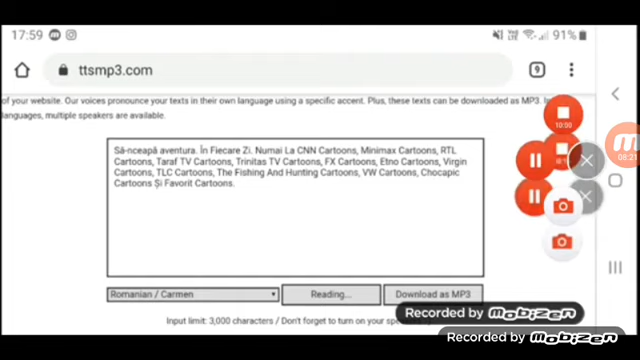 17:59 91%
ttsmp3.com 9
of your website. Our voices pronounce your texts in their own language using a specific accent. Plus, these texts can be downloaded as MP3. In
languages, multiple speakers are available.
Să-nceapă aventura. În Fiecare Zi. Numai La CNN Cartoons, Minimax Cartoons, RTL
Cartoons, Taraf TV Cartoons, Trinitas TV Cartoons, FX Cartoons, Etno Cartoons, Virgin
Cartoons, TLC Cartoons, The Fishing And Hunting Cartoons, VW Cartoons, Chocapic
Cartoons Și Favorit Cartoons.
10:59
08:21
Romanian / Carmen Reading... Download as MP3
Recorded by Mobizen
Input limit: 3,000 characters / Don't forget to turn on your
Recorded by Mobizen